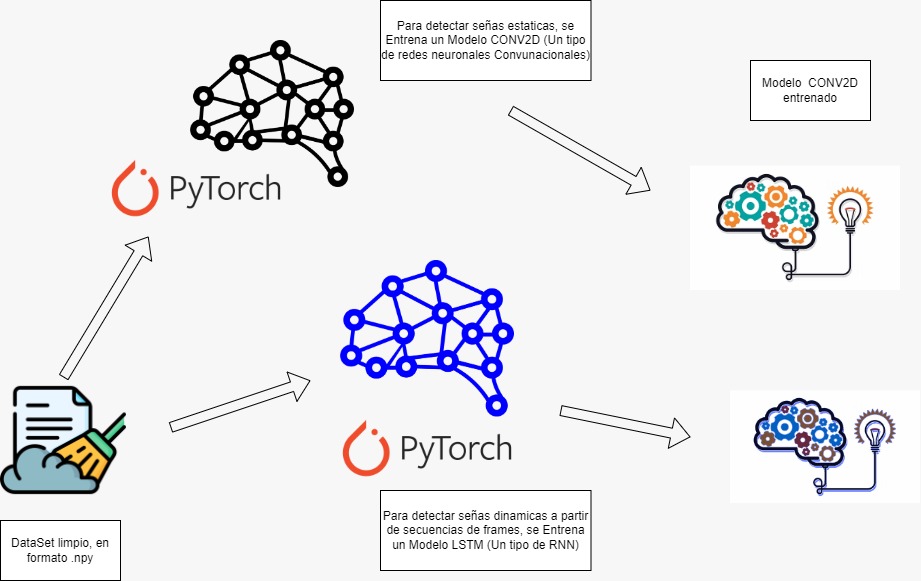 Para detectar señas estaticas, se
Entrena un Modelo CONV2D (Un tipo
de redes neuronales Convunacionales)
Modelo CONV2D
entrenado
PyTorch
PyTorch
Para detectar señas dinamicas a partir
de secuencias de frames, se Entrena
un Modelo LSTM (Un tipo de RNN)
DataSet limpio, en
formato .npy